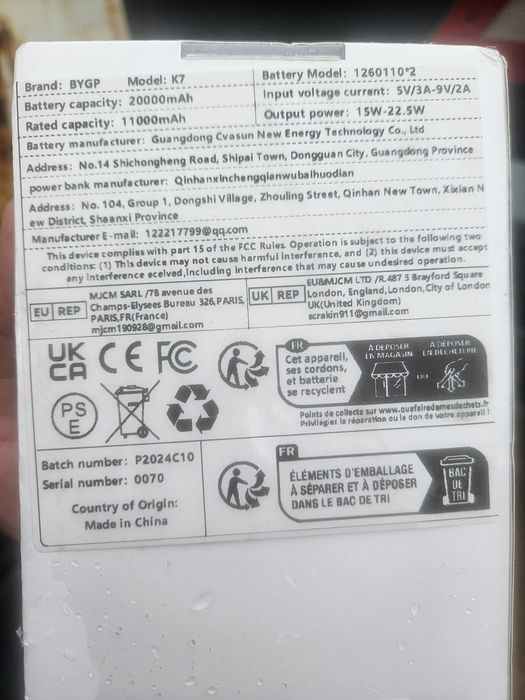 Brand: BYGP Model: K7
Battery capacity: 20000mAh
Rated capacity: 11000mAh
Battery Model: 1260110*2
Input voltage current: 5V/3A-9V/2A
Output power: 15W-22.5W
Battery manufacturer: Guangdong Cvasun New Energy Technology Co., Ltd
Address: No.14 Shichongheng Road, Shipai Town, Dongguan City, Guangdong Province
power bank manufacturer: Qinhanxinchengqianwubaihuodian
Address: No. 104, Group 1, Dongshi Village, Zhouling Street, Qinhan New Town, Xixian N
ew District, Shaanxi Province
Manufacturer E-mail: 122217799@qq.com
This device complies with part 15 of the FCC Rules. Operation is subject to the following two
conditions: (1) This device may not cause harmful interference, and (2) this device must accept
any interference eceived,including interference that may cause undesired operation.
EU REP
MJCM SARL /78 avenue des
Champs-Elysees Bureau 326,PARIS,
PARIS,FR(France)
mjcm190928@gmail.com
UK REP
EU&MJCM LTD /R.487 5 Brayford Square
London, England,London,City of London
UK(United Kingdom)
scrakin911@gmail.com
UK
CA
CE
FC
PS
E
FR
Cet appareil,
ses cordons,
et batterie
se recyclent
À DÉPOSER
EN MAGASIN
OU
À DÉPOSER
EN DÉCHÈTERIE
Points de collecte sur www.quefairedemesdechets.fr
Privilégiez la réparation ou le don de votre appareil !
Batch number: P2024C10
Serial number: 0070
Country of Origin:
Made in China
FR
ÉLÉMENTS D'EMBALLAGE
À SÉPARER ET À DÉPOSER
DANS LE BAC DE TRI
BAC
DE
TRI